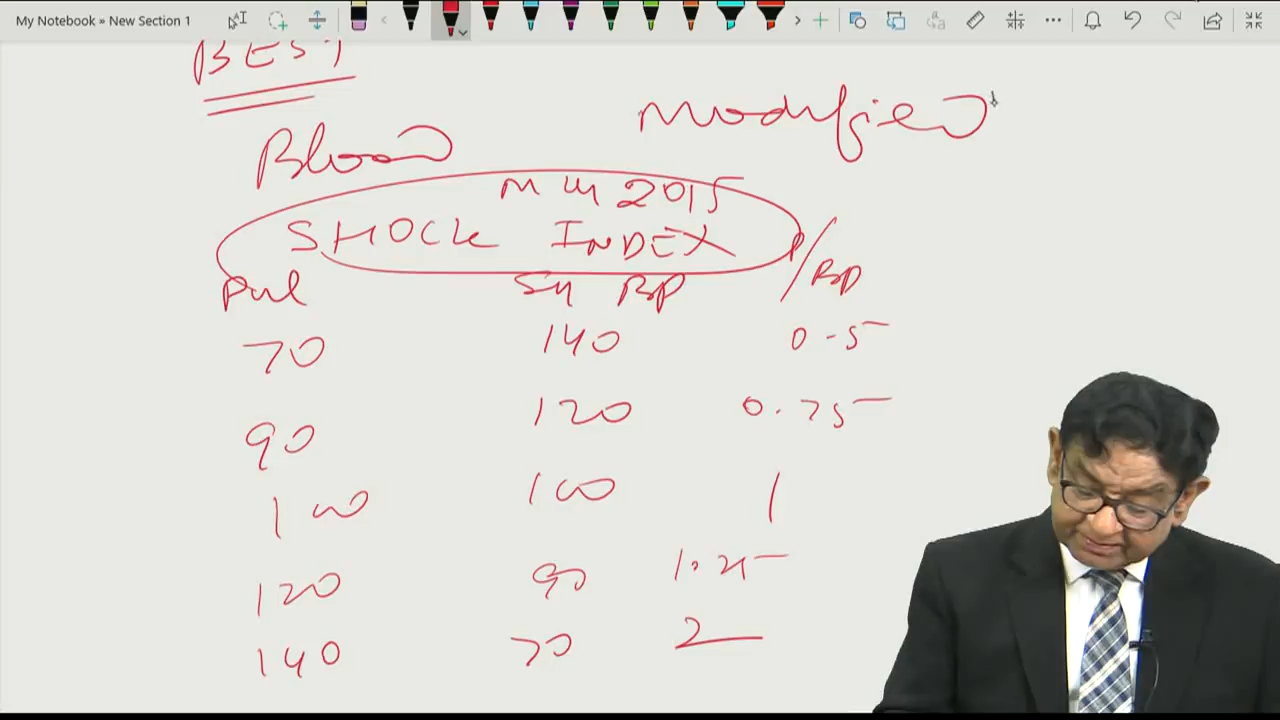 My Notebook » New Section 1
BEST
Modified
Blood
2015
SHOCK INDEX P/BP
Pul Sy BP
70 140 0.5
90 120 0.75
100 100 1
120 90 1.25
140 70 2